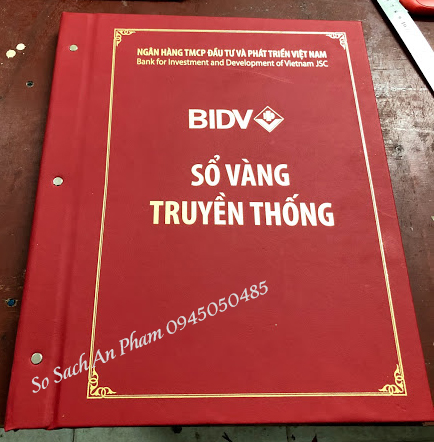 NGÂN HÀNG TMCP ĐẦU TƯ VÀ PHÁT TRIỂN VIỆT NAM
Bank for Investment and Development of Vietnam JSC
BIDV
SỔ VÀNG
TRUYỀN THỐNG
So Sach An Pham 0945050485